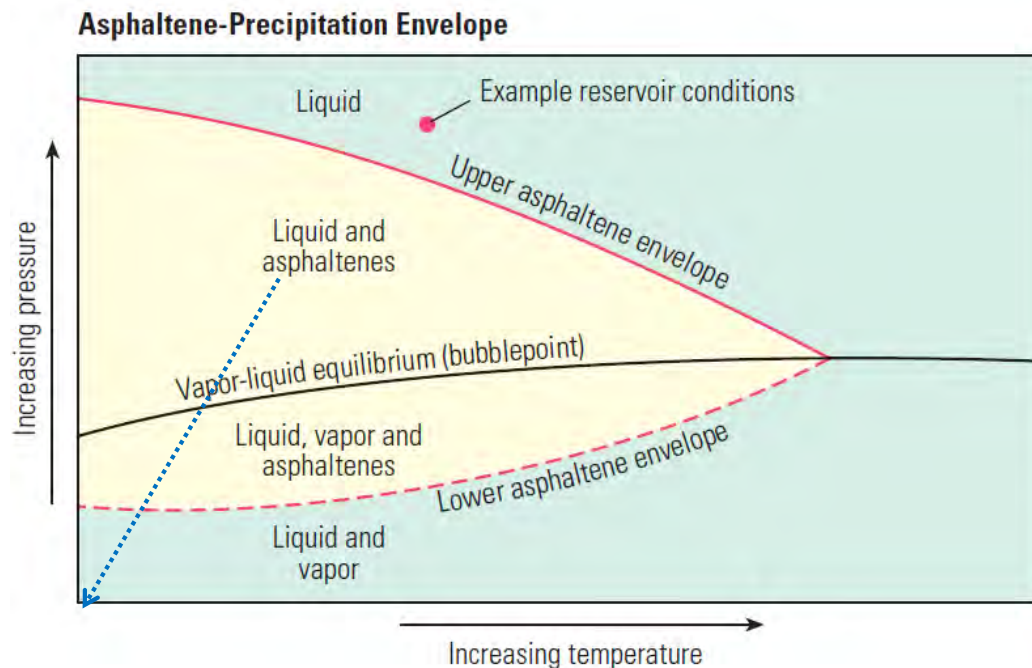 Asphaltene-Precipitation Envelope
Liquid
Example reservoir conditions
Upper asphaltene envelope
Liquid and
asphaltenes
Increasing pressure
Vapor-liquid equilibrium (bubblepoint)
Liquid, vapor and
asphaltenes
Lower asphaltene envelope
Liquid and
vapor
Increasing temperature